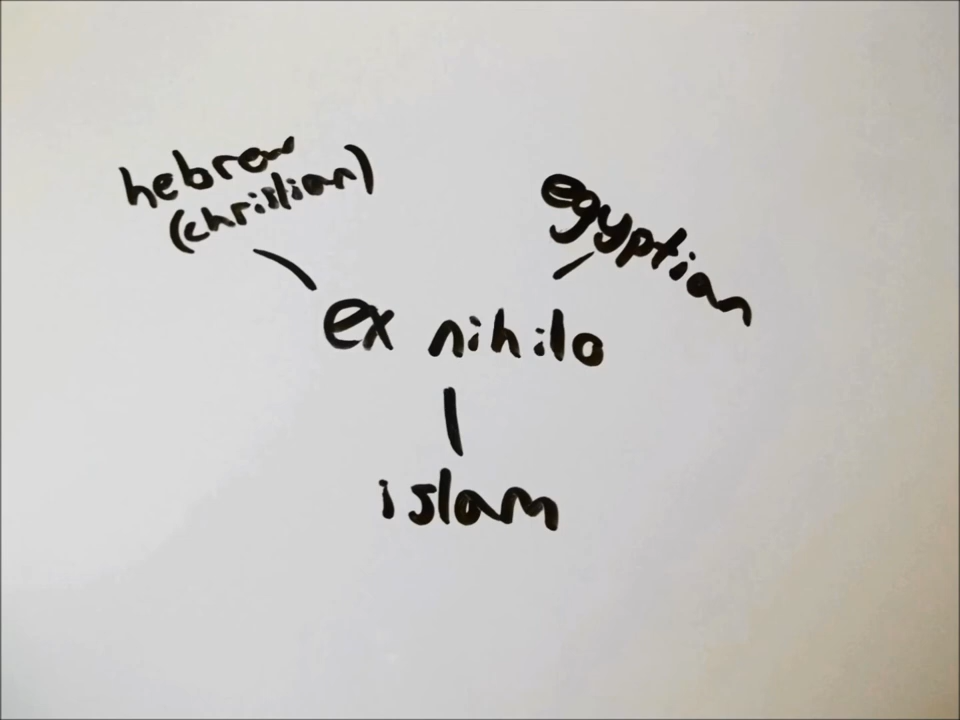 hebrew
(christian)
egyptian
ex nihilo
islam